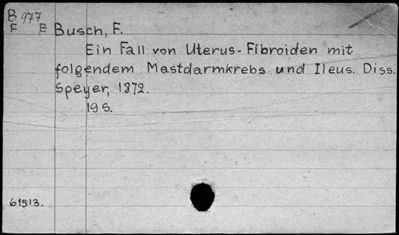 B 977
F E Busch, F.
Ein Fall von Uterus-Fibroiden mit
folgendem Mastdarmkrebs und Ileus. Diss.
Speyer, 1872.
19 S.
61513.